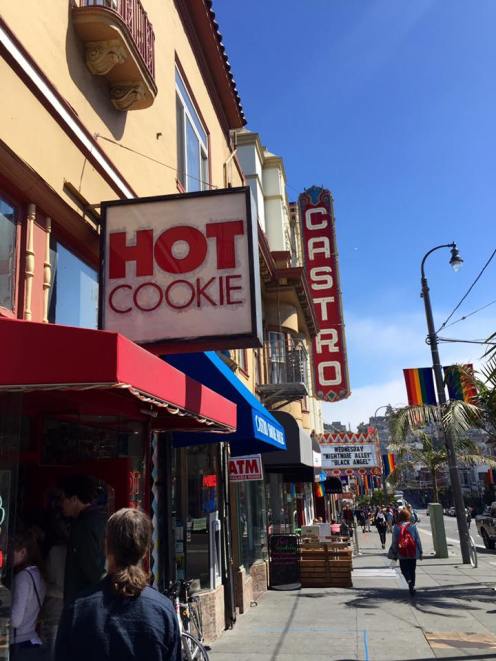 HOT
COOKIE
CASTRO
ATM
WEDNESDAY
"NIGHTMARE ALLEY"
"BLACK ANGEL"